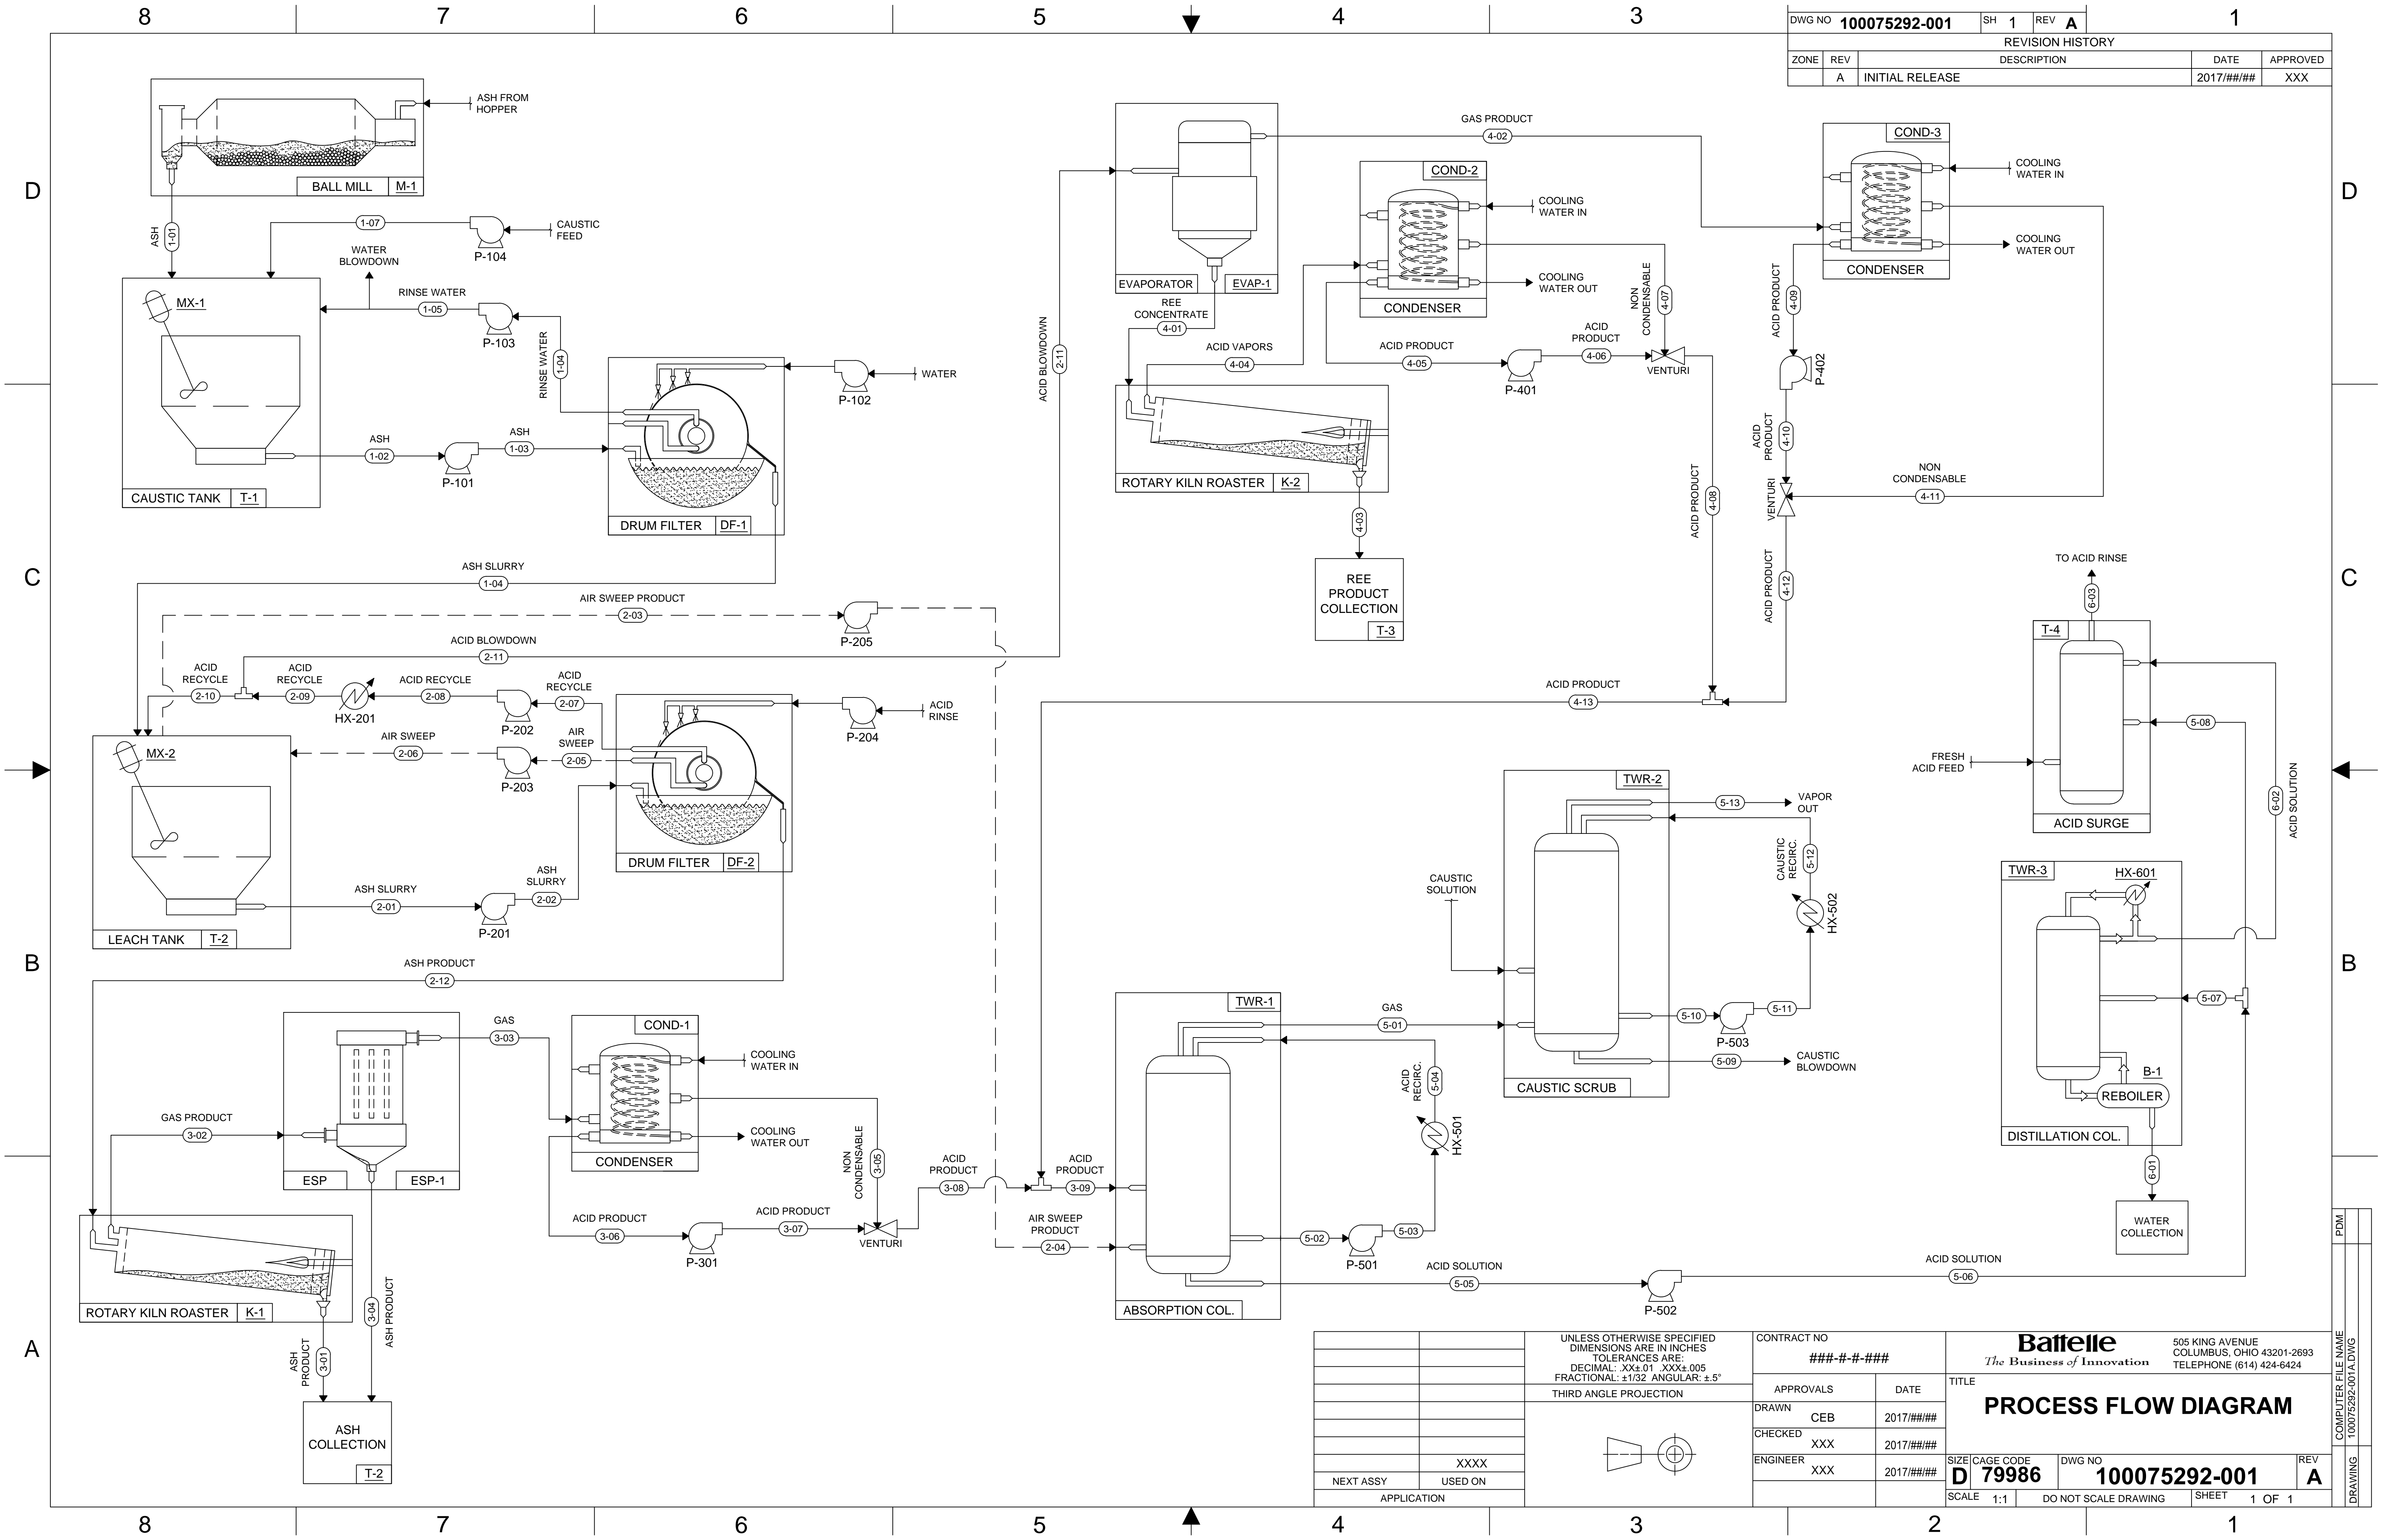 8
7
6
5
4
3
1
DWG NO 100075292-001
SH 1
REV A
REVISION HISTORY
ZONE REV DESCRIPTION DATE APPROVED
A INITIAL RELEASE 2017/##/## XXX
D
D
C
C
B
B
A
ASH FROM
HOPPER
BALL MILL M-1
ASH
1-01
1-07
P-104
CAUSTIC
FEED
WATER
BLOWDOWN
MX-1
RINSE WATER
1-05
P-103
RINSE WATER
1-04
P-102
WATER
ASH
1-02
P-101
ASH
1-03
CAUSTIC TANK T-1
DRUM FILTER DF-1
ASH SLURRY
1-04
AIR SWEEP PRODUCT
2-03
P-205
ACID BLOWDOWN
2-11
ACID BLOWDOWN
2-11
ACID
RECYCLE
2-10
ACID
RECYCLE
2-09
HX-201
ACID RECYCLE
2-08
P-202
ACID
RECYCLE
2-07
P-204
ACID
RINSE
MX-2
AIR SWEEP
2-06
P-203
AIR
SWEEP
2-05
DRUM FILTER DF-2
ASH SLURRY
2-01
P-201
ASH
SLURRY
2-02
LEACH TANK T-2
ASH PRODUCT
2-12
GAS
3-03
COND-1
COOLING
WATER IN
COOLING
WATER OUT
CONDENSER
GAS PRODUCT
3-02
ESP ESP-1
NON
CONDENSABLE
3-05
ACID PRODUCT
3-06
P-301
ACID PRODUCT
3-07
VENTURI
ACID
PRODUCT
3-08
ACID
PRODUCT
3-09
AIR SWEEP
PRODUCT
2-04
ROTARY KILN ROASTER K-1
ASH
PRODUCT
3-01
3-04
ASH PRODUCT
ASH
COLLECTION
T-2
EVAPORATOR EVAP-1
GAS PRODUCT
4-02
COND-2
COOLING
WATER IN
COOLING
WATER OUT
CONDENSER
COND-3
COOLING
WATER IN
COOLING
WATER OUT
CONDENSER
REE
CONCENTRATE
4-01
ACID VAPORS
4-04
ACID PRODUCT
4-05
P-401
ACID
PRODUCT
4-06
NON
CONDENSABLE
4-07
VENTURI
ACID PRODUCT
4-09
P-402
ACID
PRODUCT
4-10
VENTURI
NON
CONDENSABLE
4-11
ACID PRODUCT
4-08
ACID PRODUCT
4-12
ROTARY KILN ROASTER K-2
4-03
REE
PRODUCT
COLLECTION
T-3
ACID PRODUCT
4-13
TO ACID RINSE
6-03
T-4
5-08
FRESH
ACID FEED
ACID SURGE
6-02
ACID SOLUTION
TWR-2
5-13
VAPOR
OUT
CAUSTIC
RECIRC.
5-12
HX-502
CAUSTIC
SOLUTION
5-10
P-503
5-11
5-09
CAUSTIC
BLOWDOWN
CAUSTIC SCRUB
TWR-3
HX-601
5-07
B-1
REBOILER
DISTILLATION COL.
6-01
WATER
COLLECTION
TWR-1
GAS
5-01
ACID
RECIRC.
5-04
HX-501
5-02
P-501
5-03
ACID SOLUTION
5-05
P-502
ACID SOLUTION
5-06
ABSORPTION COL.
XXXX
NEXT ASSY USED ON
APPLICATION
UNLESS OTHERWISE SPECIFIED
DIMENSIONS ARE IN INCHES
TOLERANCES ARE:
DECIMAL: .XX±.01 .XXX±.005
FRACTIONAL: ±1/32 ANGULAR: ±.5°
THIRD ANGLE PROJECTION
CONTRACT NO
###-#-#-###
APPROVALS DATE
DRAWN
CEB 2017/##/##
CHECKED
XXX 2017/##/##
ENGINEER
XXX 2017/##/##
Battelle
The Business of Innovation
505 KING AVENUE
COLUMBUS, OHIO 43201-2693
TELEPHONE (614) 424-6424
TITLE
PROCESS FLOW DIAGRAM
SIZE D
CAGE CODE 79986
DWG NO 100075292-001
REV A
SCALE 1:1
DO NOT SCALE DRAWING
SHEET 1 OF 1
PDM
COMPUTER FILE NAME
100075292-001A.DWG
DRAWING
8
7
6
5
4
3
2
1